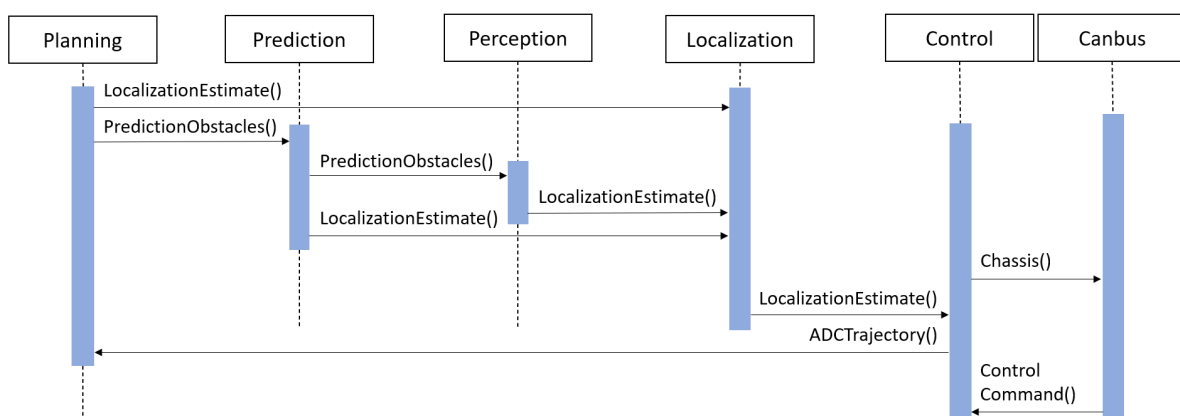 Planning
Prediction
Perception
Localization
Control
Canbus
LocalizationEstimate()
PredictionObstacles()
PredictionObstacles()
LocalizationEstimate()
LocalizationEstimate()
Chassis()
LocalizationEstimate()
ADCTrajectory()
Control
Command()